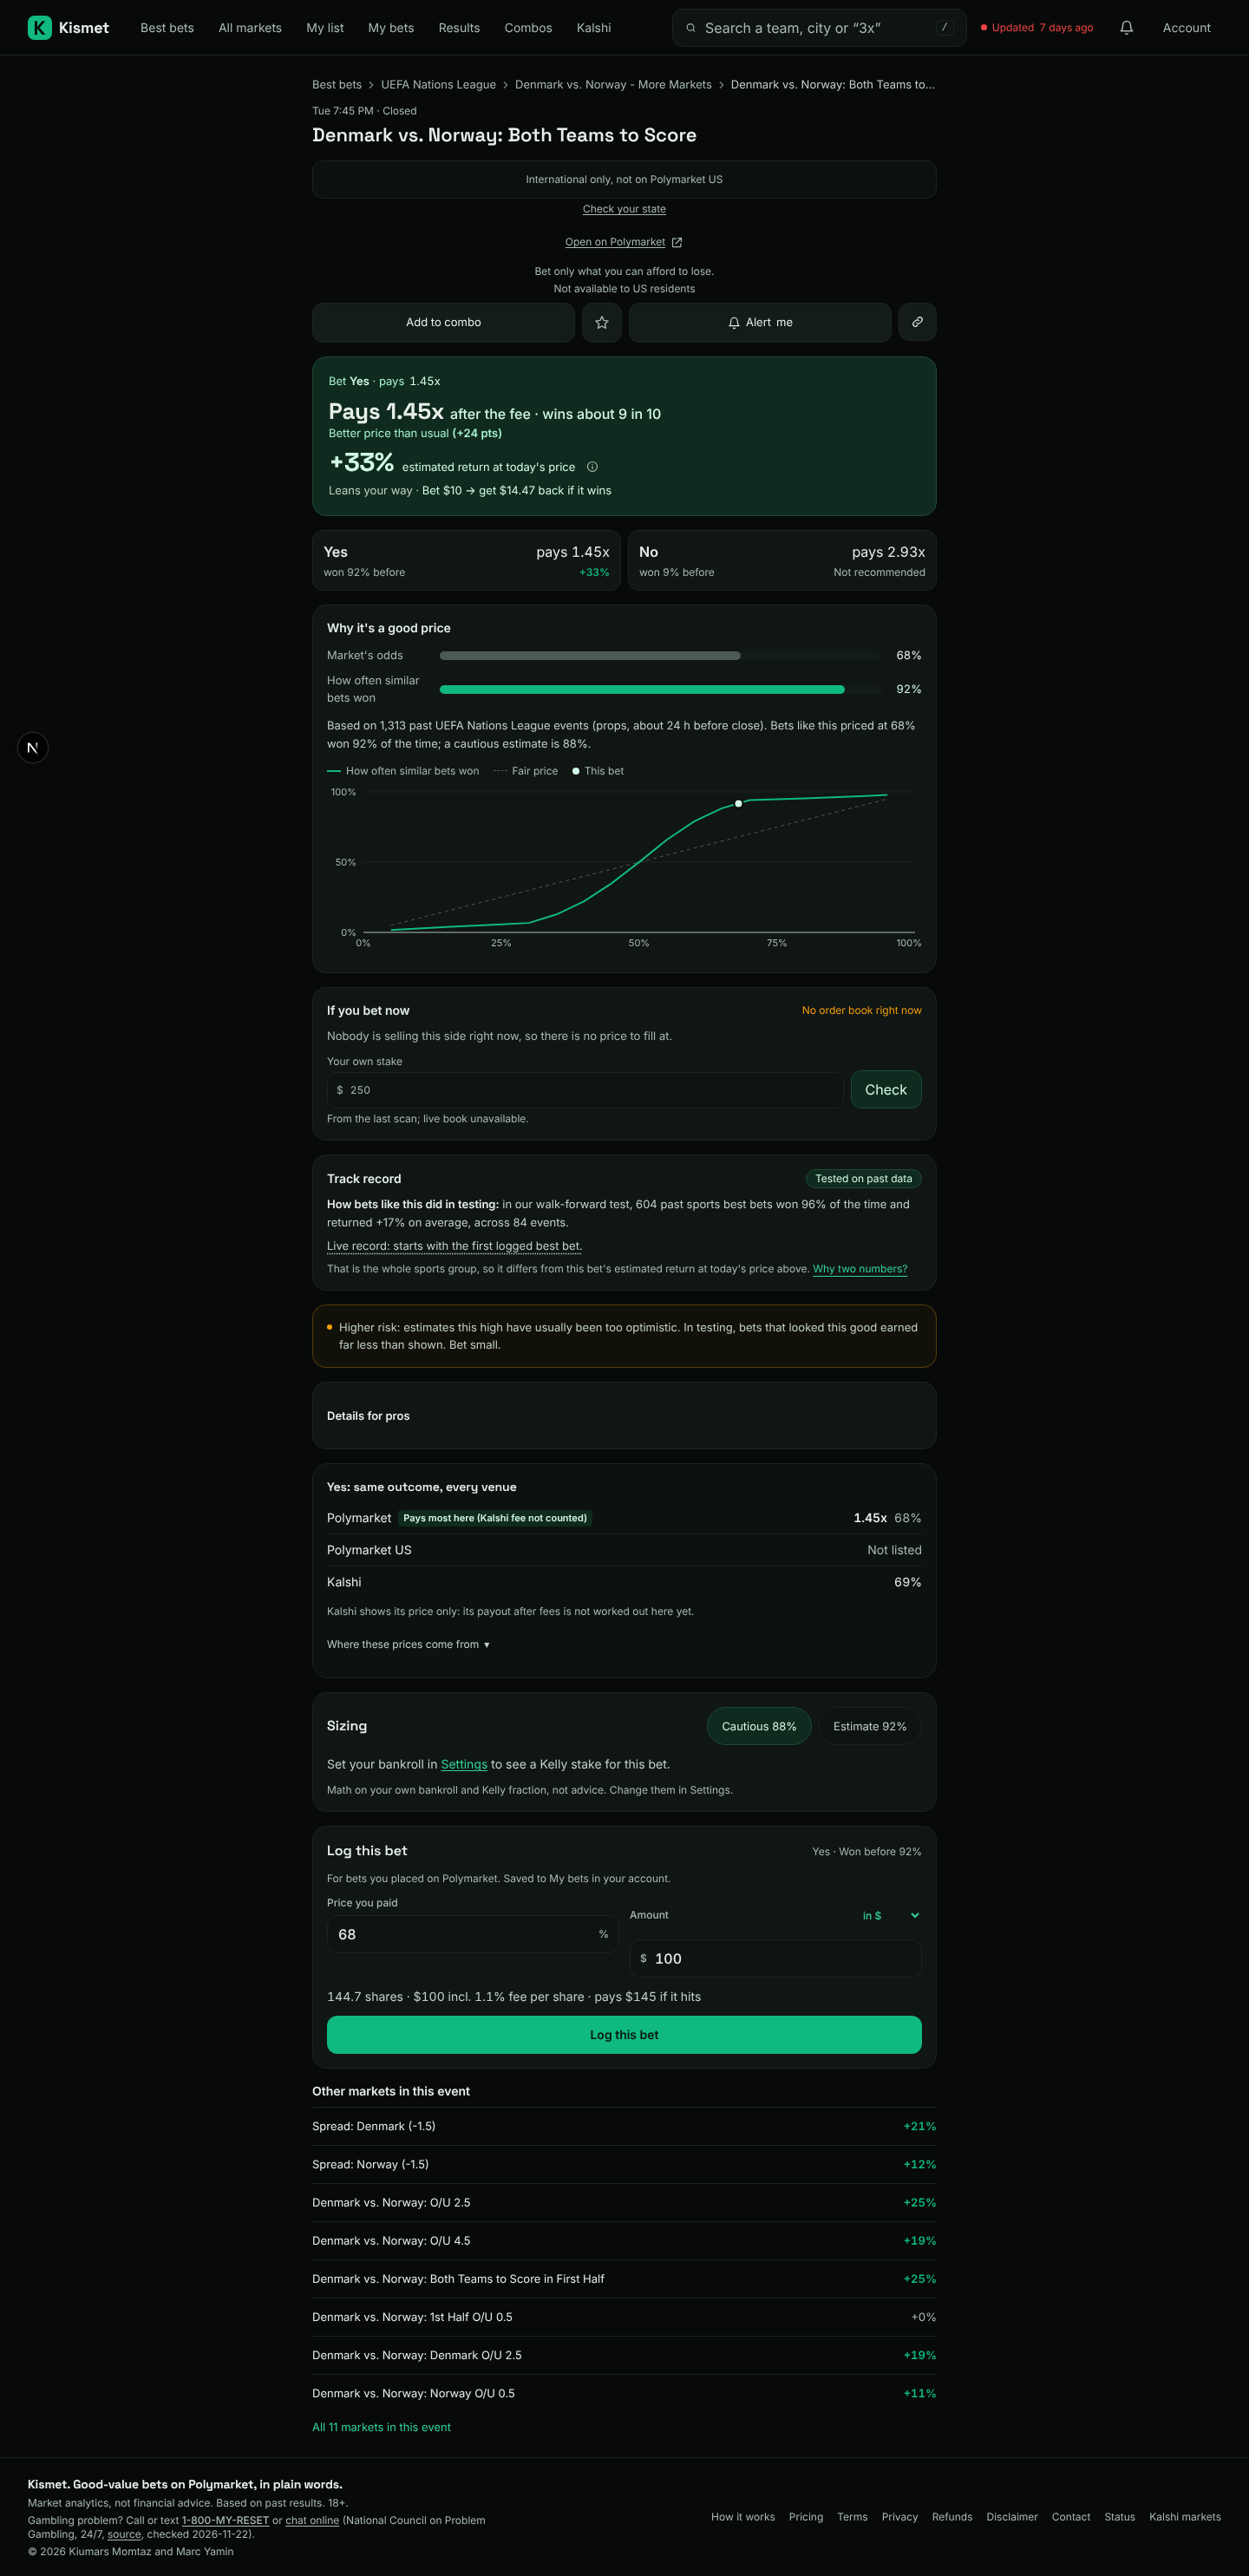 Kismet
Best bets
All markets
My list
My bets
Results
Combos
Kalshi
Search a team, city or “3x”
/
Updated 7 days ago
Account
Best bets > UEFA Nations League > Denmark vs. Norway - More Markets > Denmark vs. Norway: Both Teams to…
Tue 7:45 PM · Closed
Denmark vs. Norway: Both Teams to Score
International only, not on Polymarket US
Check your state
Open on Polymarket
Bet only what you can afford to lose.
Not available to US residents
Add to combo
Alert me
Bet Yes · pays 1.45x
Pays 1.45x after the fee · wins about 9 in 10
Better price than usual (+24 pts)
+33% estimated return at today's price
Leans your way · Bet $10 → get $14.47 back if it wins
Yes pays 1.45x
won 92% before +33%
No pays 2.93x
won 9% before Not recommended
Why it's a good price
Market's odds 68%
How often similar
bets won 92%
Based on 1,313 past UEFA Nations League events (props, about 24 h before close). Bets like this priced at 68%
won 92% of the time; a cautious estimate is 88%.
How often similar bets won Fair price This bet
100%
50%
0%
0% 25% 50% 75% 100%
If you bet now No order book right now
Nobody is selling this side right now, so there is no price to fill at.
Your own stake
$ 250
Check
From the last scan; live book unavailable.
Track record Tested on past data
How bets like this did in testing: in our walk-forward test, 604 past sports best bets won 96% of the time and
returned +17% on average, across 84 events.
Live record: starts with the first logged best bet.
That is the whole sports group, so it differs from this bet's estimated return at today's price above. Why two numbers?
Higher risk: estimates this high have usually been too optimistic. In testing, bets that looked this good earned
far less than shown. Bet small.
Details for pros
Yes: same outcome, every venue
Polymarket Pays most here (Kalshi fee not counted) 1.45x 68%
Polymarket US Not listed
Kalshi 69%
Kalshi shows its price only: its payout after fees is not worked out here yet.
Where these prices come from ▾
Sizing Cautious 88% Estimate 92%
Set your bankroll in Settings to see a Kelly stake for this bet.
Math on your own bankroll and Kelly fraction, not advice. Change them in Settings.
Log this bet Yes · Won before 92%
For bets you placed on Polymarket. Saved to My bets in your account.
Price you paid
68 %
Amount in $
$ 100
144.7 shares · $100 incl. 1.1% fee per share · pays $145 if it hits
Log this bet
Other markets in this event
Spread: Denmark (-1.5) +21%
Spread: Norway (-1.5) +12%
Denmark vs. Norway: O/U 2.5 +25%
Denmark vs. Norway: O/U 4.5 +19%
Denmark vs. Norway: Both Teams to Score in First Half +25%
Denmark vs. Norway: 1st Half O/U 0.5 +0%
Denmark vs. Norway: Denmark O/U 2.5 +19%
Denmark vs. Norway: Norway O/U 0.5 +11%
All 11 markets in this event
Kismet. Good-value bets on Polymarket, in plain words.
Market analytics, not financial advice. Based on past results. 18+.
Gambling problem? Call or text 1-800-MY-RESET or chat online (National Council on Problem
Gambling, 24/7, source, checked 2026-11-22).
© 2026 Kiumars Momtaz and Marc Yamin
How it works Pricing Terms Privacy Refunds Disclaimer Contact Status Kalshi markets